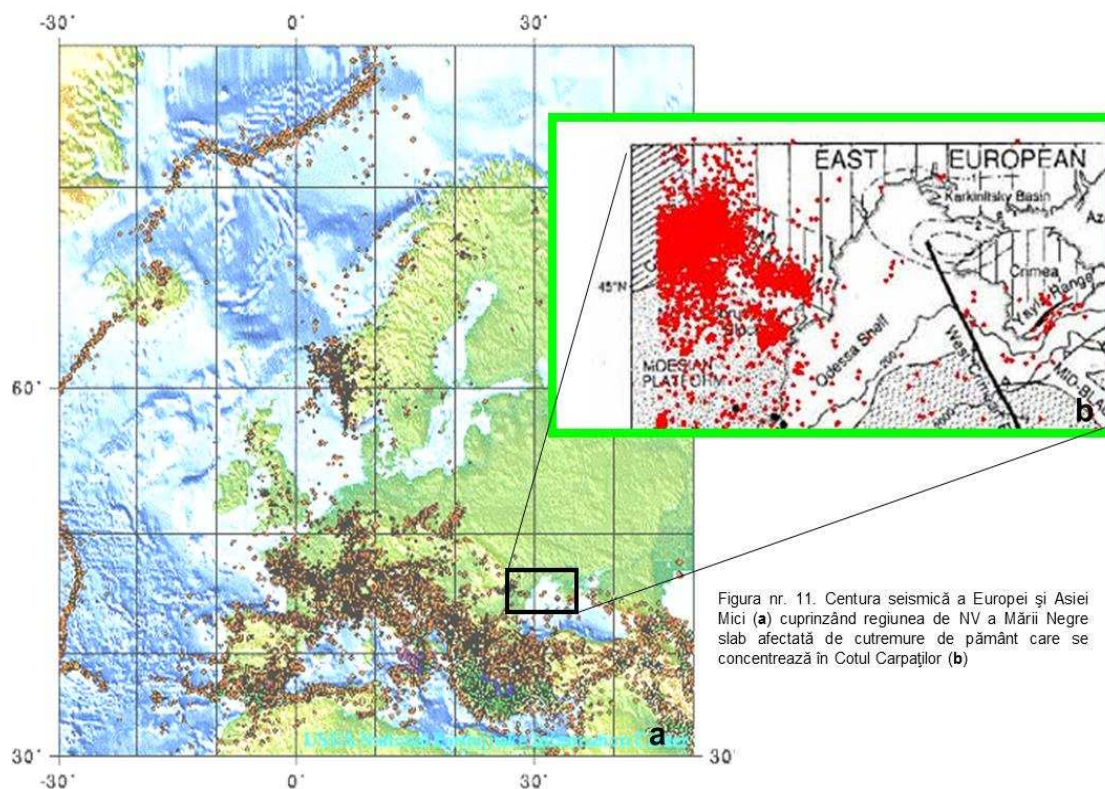 -30° 0° 30°
EAST EUROPEAN
Karkinitsky Basin
Az
45°N
Crimea
Odessa Shelf
MOESIAN
PLATFORM
b
60°
60
Figura nr. 11. Centura seismică a Europei şi Asiei
Mici (a) cuprinzând regiunea de NV a Mării Negre
slab afectată de cutremure de pământ care se
concentrează în Cotul Carpaţilor (b)
a
30° 30°
-30° 0° 30°